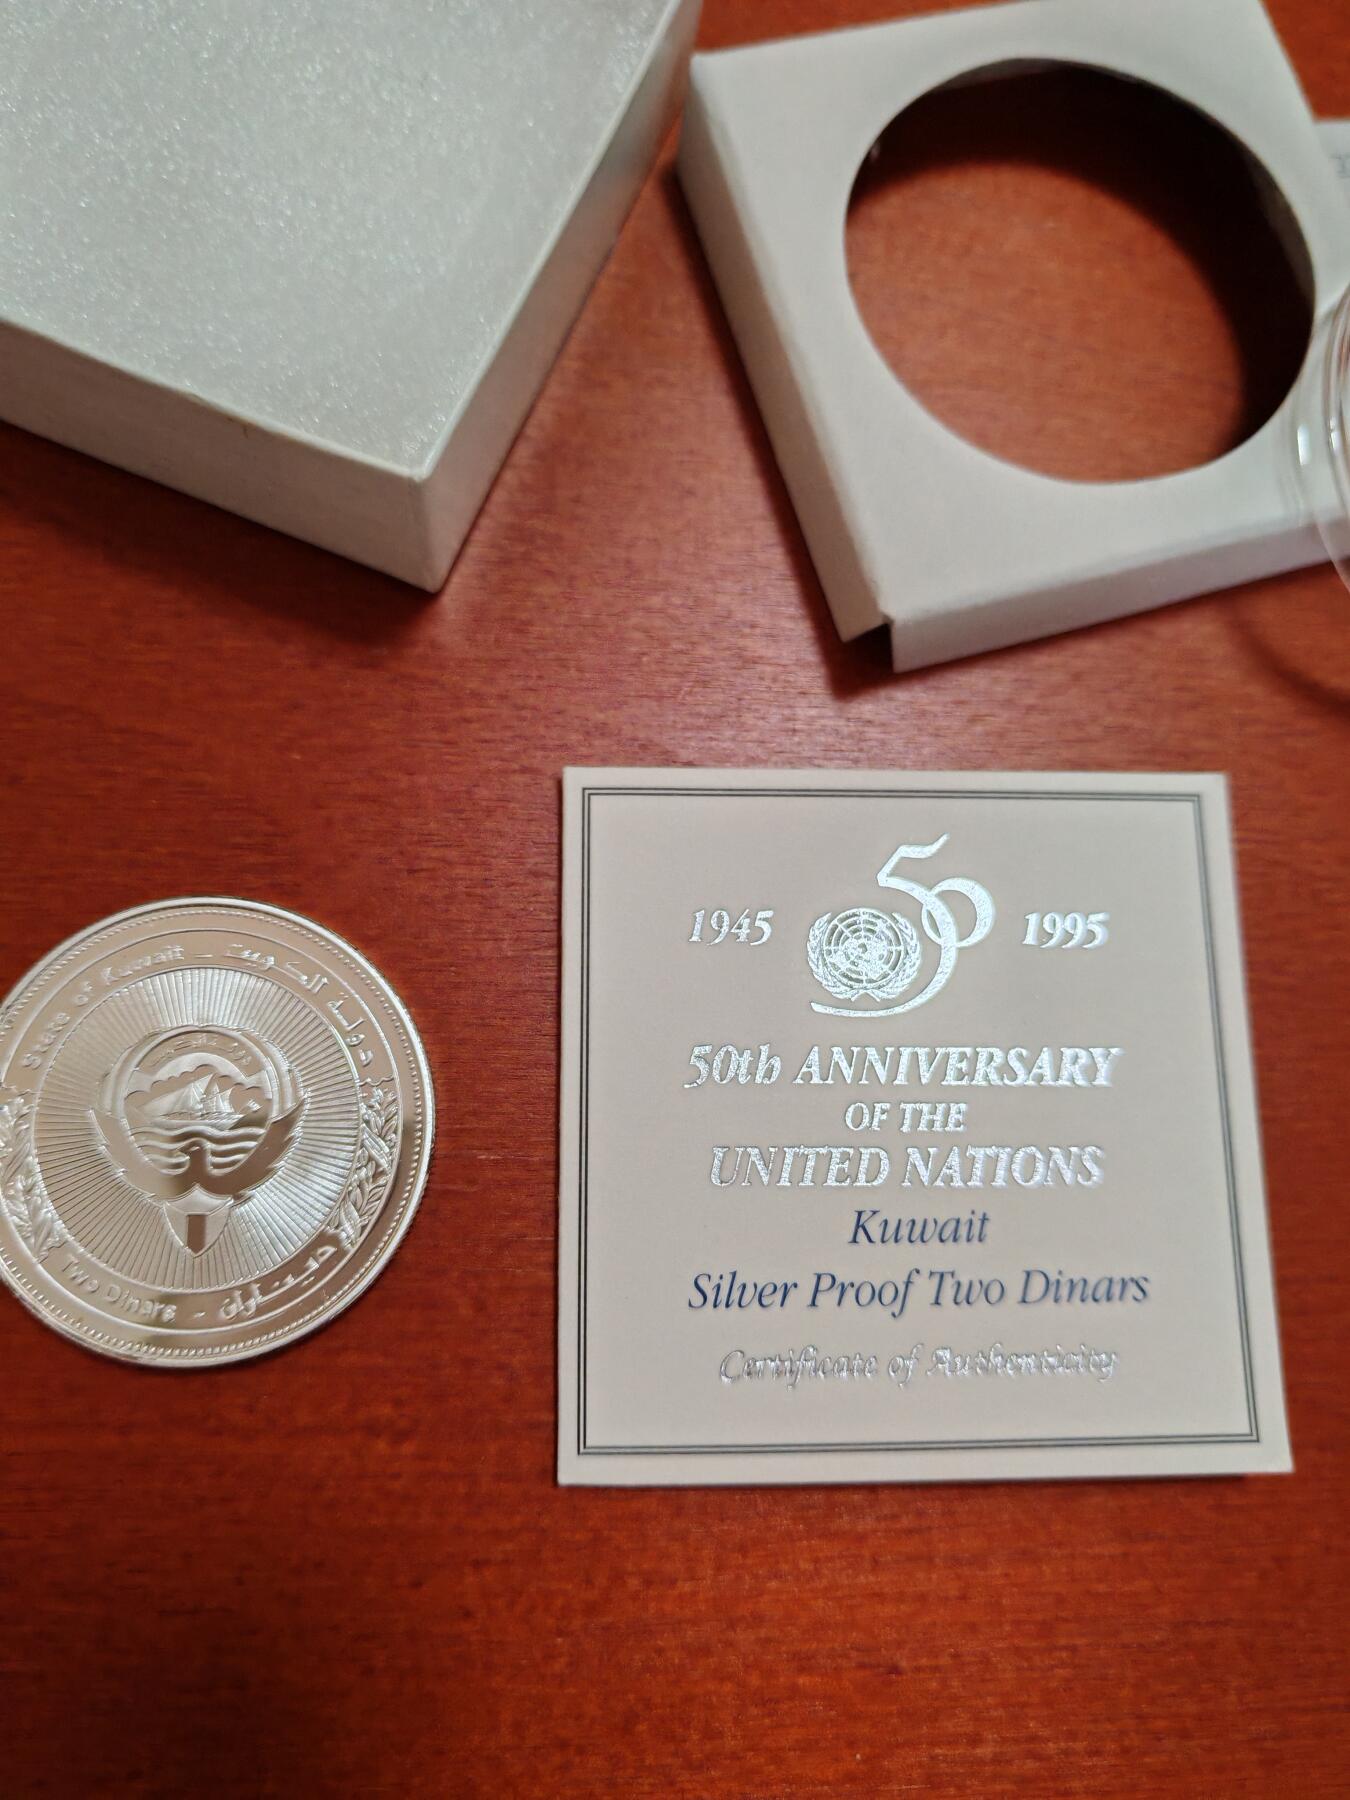 State of Kuwait - دولة الكويت
Two Dinars - ديناران
1945
50
1995
50th ANNIVERSARY
OF THE
UNITED NATIONS
Kuwait
Silver Proof Two Dinars
Certificate of Authenticity